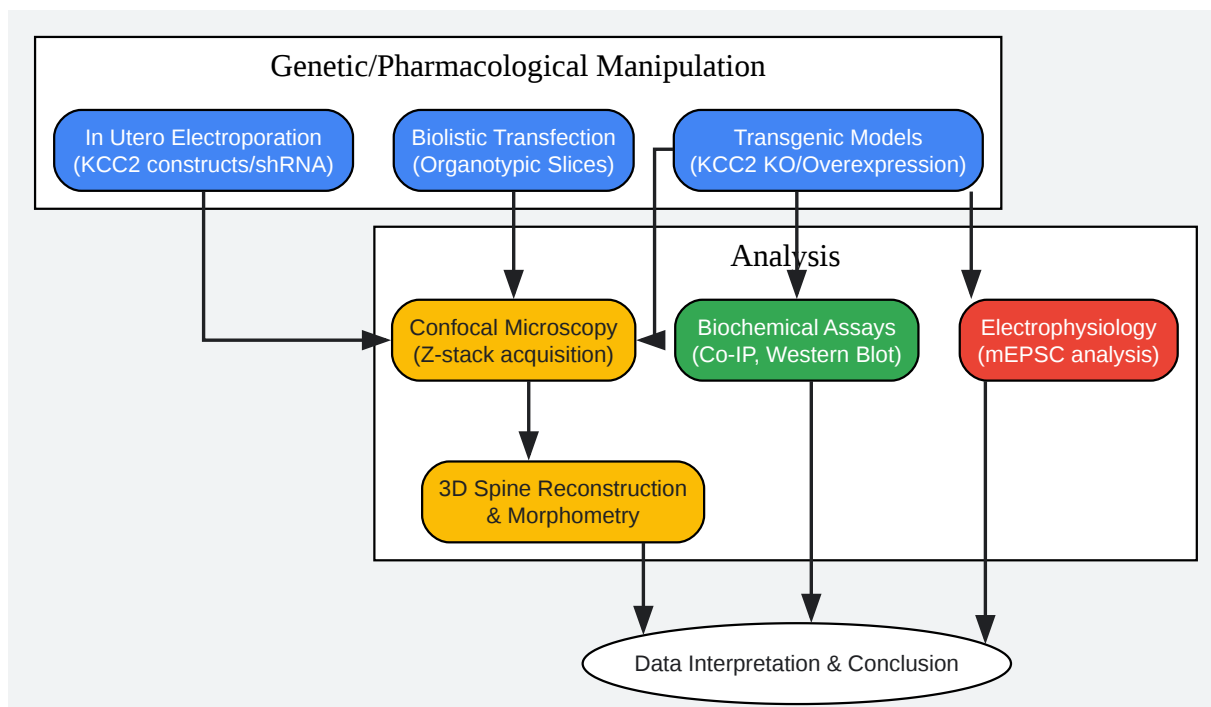 Genetic/Pharmacological Manipulation
In Utero Electroporation
(KCC2 constructs/shRNA)
Biolistic Transfection
(Organotypic Slices)
Transgenic Models
(KCC2 KO/Overexpression)
Analysis
Confocal Microscopy
(Z-stack acquisition)
Biochemical Assays
(Co-IP, Western Blot)
Electrophysiology
(mEPSC analysis)
3D Spine Reconstruction
& Morphometry
Data Interpretation & Conclusion